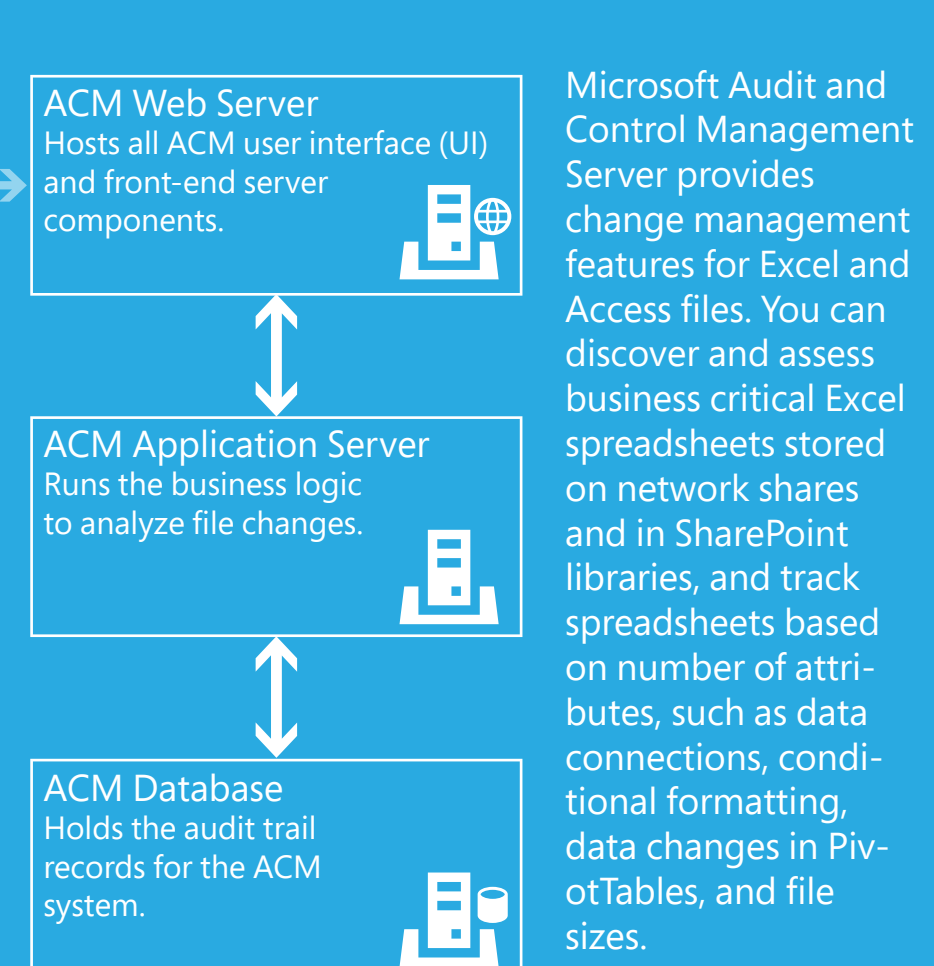 ACM Web Server
Hosts all ACM user interface (UI)
and front-end server
components.
ACM Application Server
Runs the business logic
to analyze file changes.
ACM Database
Holds the audit trail
records for the ACM
system.
Microsoft Audit and
Control Management
Server provides
change management
features for Excel and
Access files. You can
discover and assess
business critical Excel
spreadsheets stored
on network shares
and in SharePoint
libraries, and track
spreadsheets based
on number of attri-
butes, such as data
connections, condi-
tional formatting,
data changes in Piv-
otTables, and file
sizes.